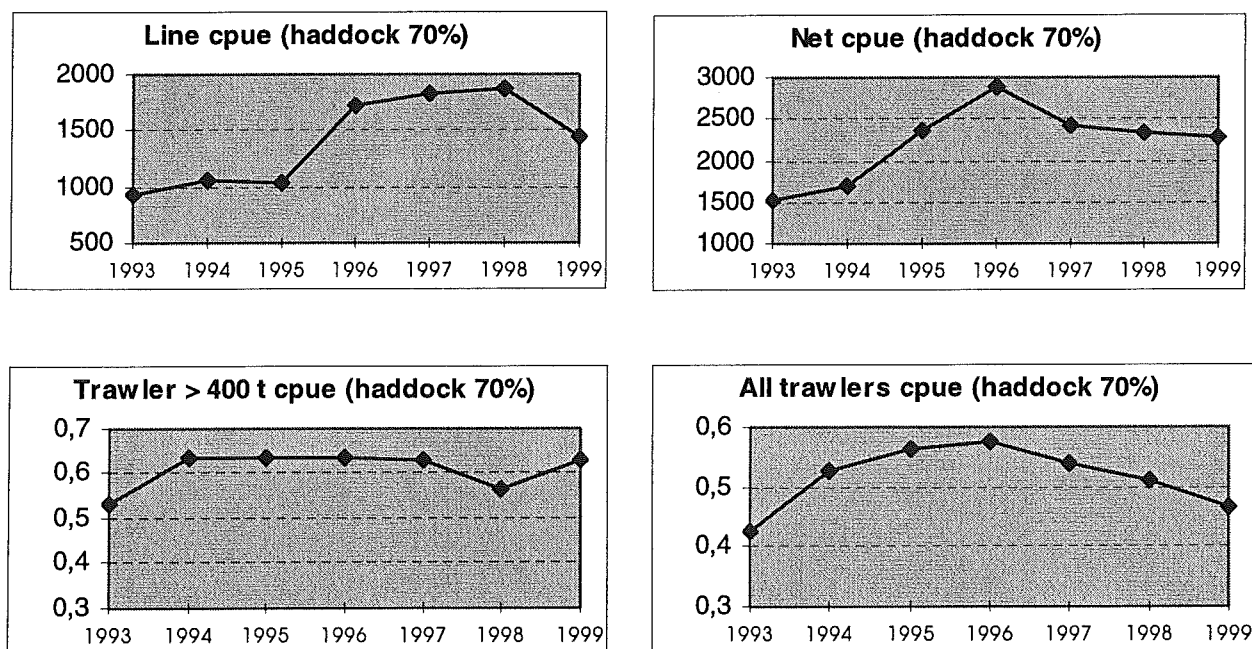 Line cpue (haddock 70%)
2000
1500
1000
500
1993 1994 1995 1996 1997 1998 1999
Net cpue (haddock 70%)
3000
2500
2000
1500
1000
1993 1994 1995 1996 1997 1998 1999
Trawler > 400 t cpue (haddock 70%)
0,7
0,6
0,5
0,4
0,3
1993 1994 1995 1996 1997 1998 1999
All trawlers cpue (haddock 70%)
0,6
0,5
0,4
0,3
1993 1994 1995 1996 1997 1998 1999